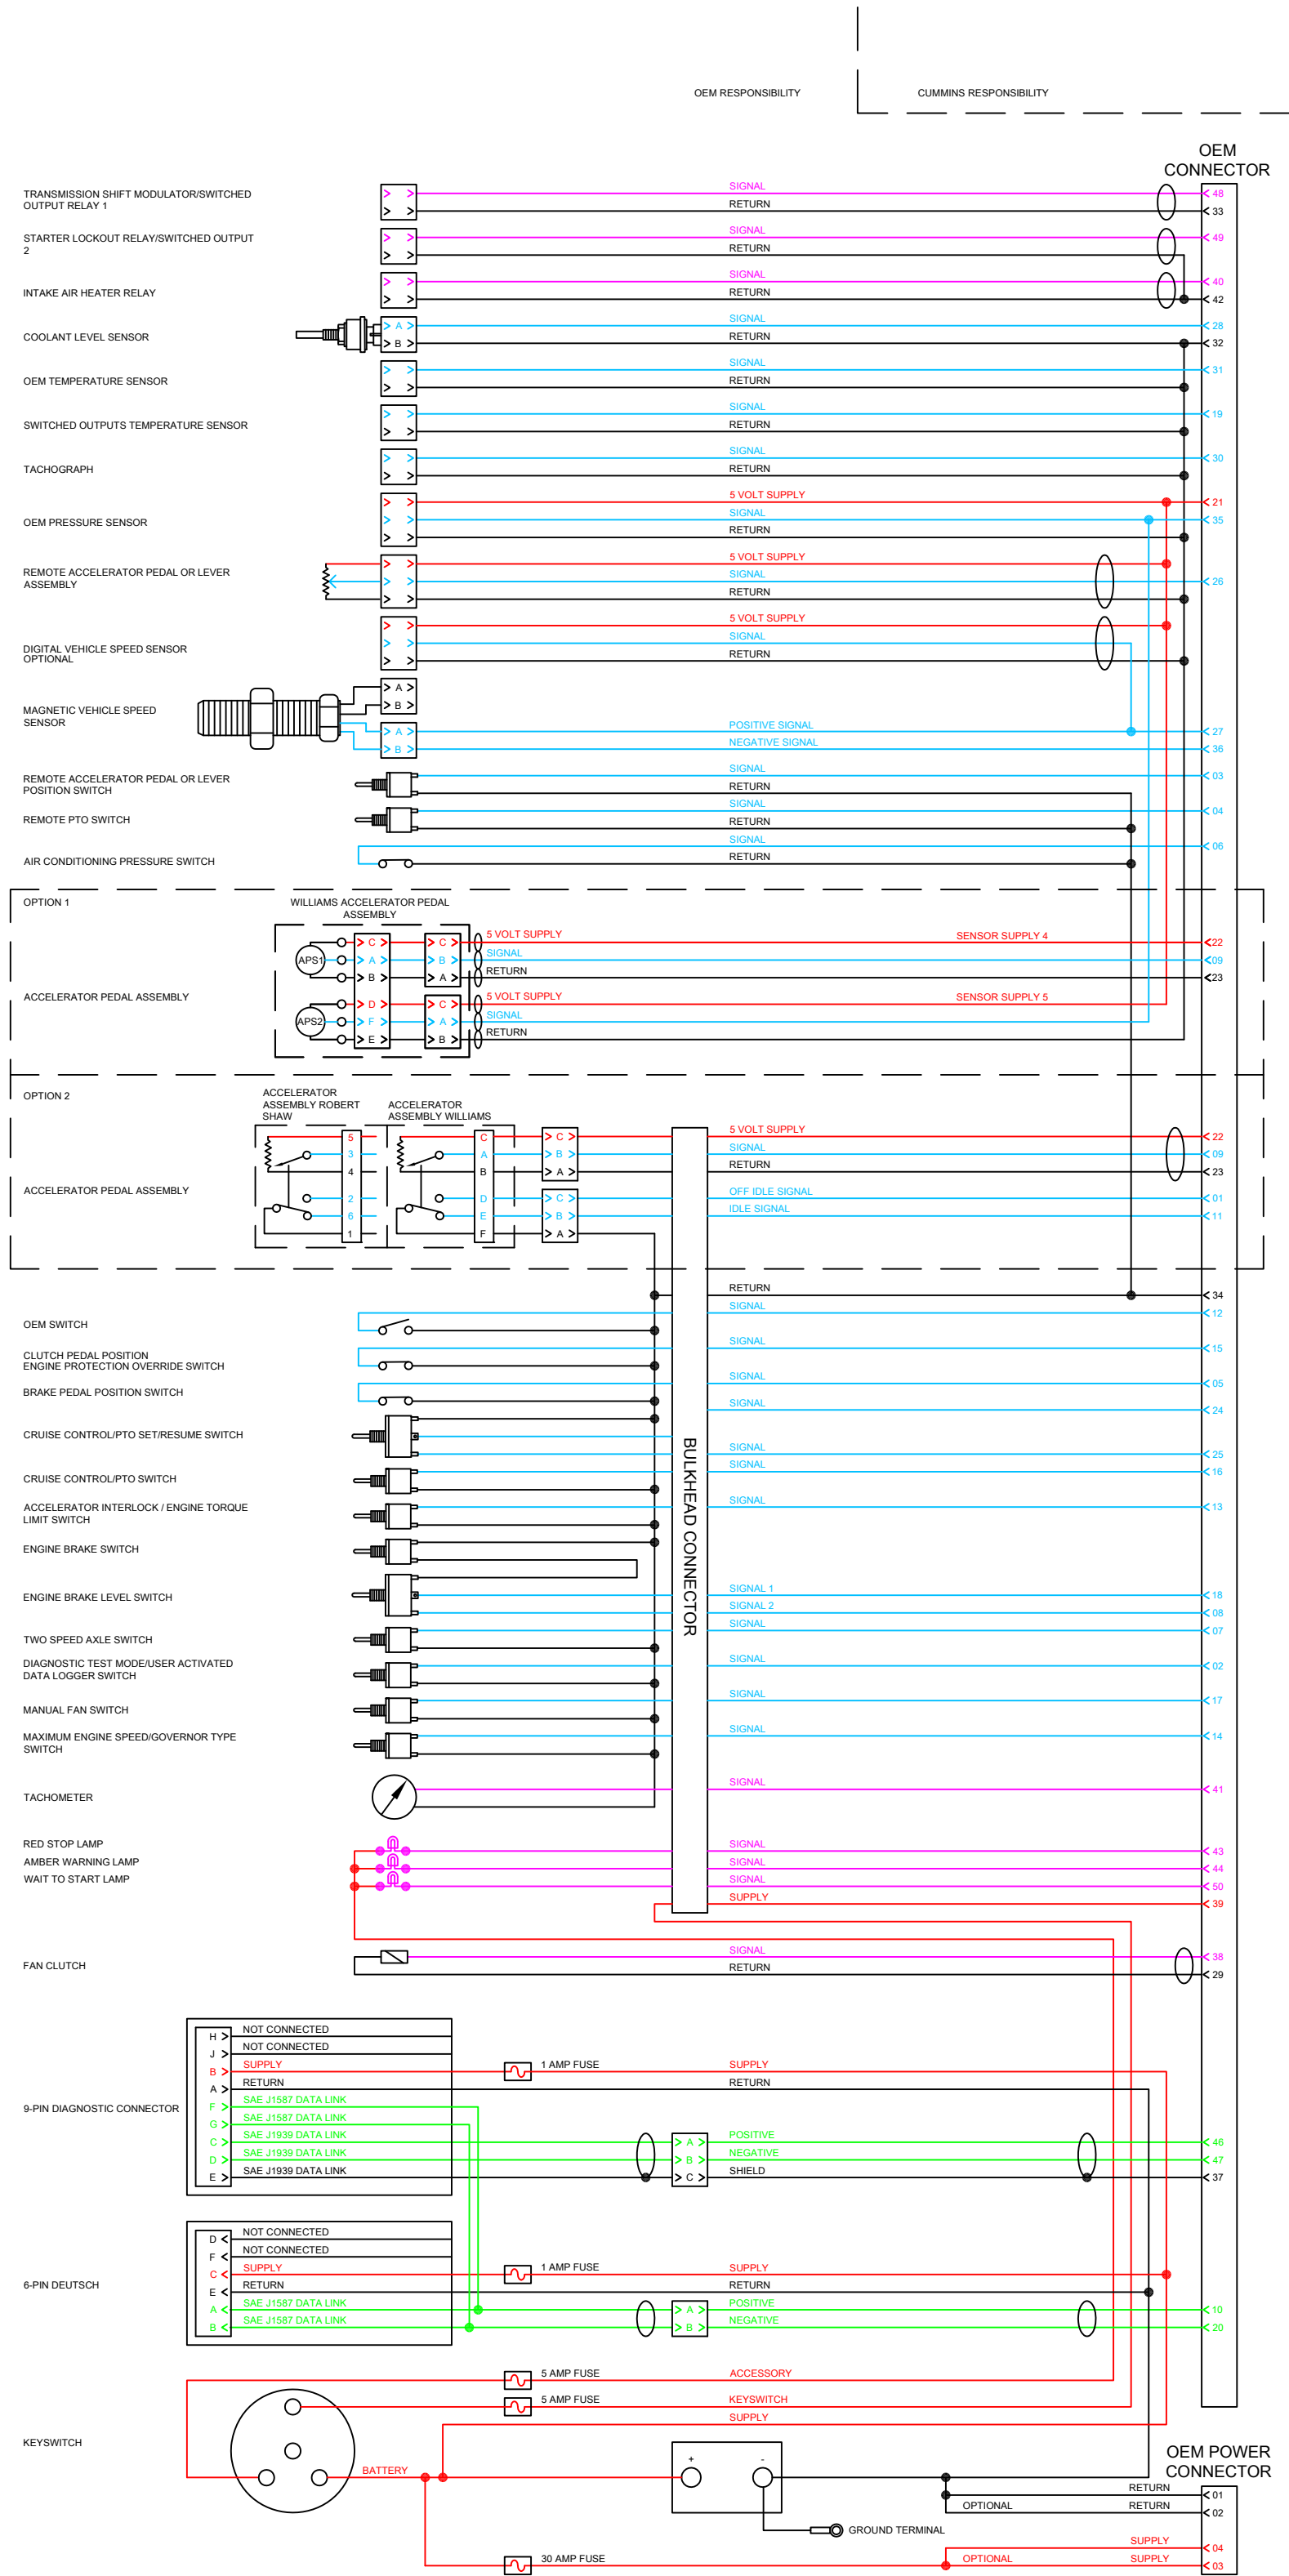 OEM RESPONSIBILITY
CUMMINS RESPONSIBILITY
OEM
CONNECTOR
TRANSMISSION SHIFT MODULATOR/SWITCHED
OUTPUT RELAY 1
SIGNAL
48
RETURN
33
STARTER LOCKOUT RELAY/SWITCHED OUTPUT
2
SIGNAL
49
RETURN
INTAKE AIR HEATER RELAY
SIGNAL
40
RETURN
42
COOLANT LEVEL SENSOR
A
SIGNAL
28
B
RETURN
32
OEM TEMPERATURE SENSOR
SIGNAL
31
RETURN
SWITCHED OUTPUTS TEMPERATURE SENSOR
SIGNAL
19
RETURN
TACHOGRAPH
SIGNAL
30
RETURN
OEM PRESSURE SENSOR
5 VOLT SUPPLY
21
SIGNAL
35
RETURN
REMOTE ACCELERATOR PEDAL OR LEVER
ASSEMBLY
5 VOLT SUPPLY
SIGNAL
26
RETURN
DIGITAL VEHICLE SPEED SENSOR
OPTIONAL
5 VOLT SUPPLY
SIGNAL
RETURN
MAGNETIC VEHICLE SPEED
SENSOR
A
B
A
POSITIVE SIGNAL
27
B
NEGATIVE SIGNAL
36
REMOTE ACCELERATOR PEDAL OR LEVER
POSITION SWITCH
SIGNAL
03
RETURN
REMOTE PTO SWITCH
SIGNAL
04
RETURN
AIR CONDITIONING PRESSURE SWITCH
SIGNAL
06
RETURN
OPTION 1
WILLIAMS ACCELERATOR PEDAL
ASSEMBLY
ACCELERATOR PEDAL ASSEMBLY
APS1
C
C
5 VOLT SUPPLY
SENSOR SUPPLY 4
22
A
B
SIGNAL
09
B
A
RETURN
23
APS2
D
C
5 VOLT SUPPLY
SENSOR SUPPLY 5
F
A
SIGNAL
E
B
RETURN
OPTION 2
ACCELERATOR
ASSEMBLY ROBERT
SHAW
ACCELERATOR
ASSEMBLY WILLIAMS
ACCELERATOR PEDAL ASSEMBLY
5
C
C
5 VOLT SUPPLY
22
3
A
B
SIGNAL
09
4
B
A
RETURN
23
2
D
C
OFF IDLE SIGNAL
01
6
E
B
IDLE SIGNAL
11
1
F
A
BULKHEAD CONNECTOR
RETURN
34
OEM SWITCH
SIGNAL
12
CLUTCH PEDAL POSITION
ENGINE PROTECTION OVERRIDE SWITCH
SIGNAL
15
BRAKE PEDAL POSITION SWITCH
SIGNAL
05
SIGNAL
24
CRUISE CONTROL/PTO SET/RESUME SWITCH
SIGNAL
25
CRUISE CONTROL/PTO SWITCH
SIGNAL
16
ACCELERATOR INTERLOCK / ENGINE TORQUE
LIMIT SWITCH
SIGNAL
13
ENGINE BRAKE SWITCH
ENGINE BRAKE LEVEL SWITCH
SIGNAL 1
18
SIGNAL 2
08
TWO SPEED AXLE SWITCH
SIGNAL
07
DIAGNOSTIC TEST MODE/USER ACTIVATED
DATA LOGGER SWITCH
SIGNAL
02
MANUAL FAN SWITCH
SIGNAL
17
MAXIMUM ENGINE SPEED/GOVERNOR TYPE
SWITCH
SIGNAL
14
TACHOMETER
SIGNAL
41
RED STOP LAMP
SIGNAL
43
AMBER WARNING LAMP
SIGNAL
44
WAIT TO START LAMP
SIGNAL
50
SUPPLY
39
FAN CLUTCH
SIGNAL
38
RETURN
29
9-PIN DIAGNOSTIC CONNECTOR
H
NOT CONNECTED
J
NOT CONNECTED
B
SUPPLY
1 AMP FUSE
SUPPLY
A
RETURN
RETURN
F
SAE J1587 DATA LINK
G
SAE J1587 DATA LINK
C
SAE J1939 DATA LINK
A
POSITIVE
46
D
SAE J1939 DATA LINK
B
NEGATIVE
47
E
SAE J1939 DATA LINK
C
SHIELD
37
6-PIN DEUTSCH
D
NOT CONNECTED
F
NOT CONNECTED
C
SUPPLY
1 AMP FUSE
SUPPLY
E
RETURN
RETURN
A
SAE J1587 DATA LINK
A
POSITIVE
10
B
SAE J1587 DATA LINK
B
NEGATIVE
20
5 AMP FUSE
ACCESSORY
5 AMP FUSE
KEYSWITCH
SUPPLY
KEYSWITCH
BATTERY
+
-
OEM POWER
CONNECTOR
RETURN
01
OPTIONAL
RETURN
02
GROUND TERMINAL
SUPPLY
04
30 AMP FUSE
OPTIONAL
SUPPLY
03